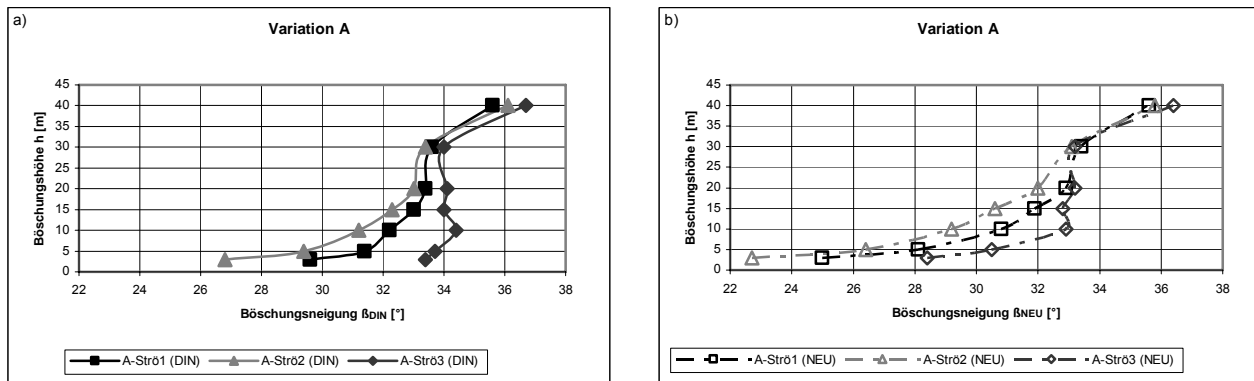 a)
Variation A
Böschungshöhe h [m]
45
40
35
30
25
20
15
10
5
0
22 24 26 28 30 32 34 36 38
Böschungsneigung ßDIN [°]
A-Strö1 (DIN) A-Strö2 (DIN) A-Strö3 (DIN)
b)
Variation A
Böschungshöhe h [m]
45
40
35
30
25
20
15
10
5
0
22 24 26 28 30 32 34 36 38
Böschungsneigung ßNEU [°]
A-Strö1 (NEU) A-Strö2 (NEU) A-Strö3 (NEU)